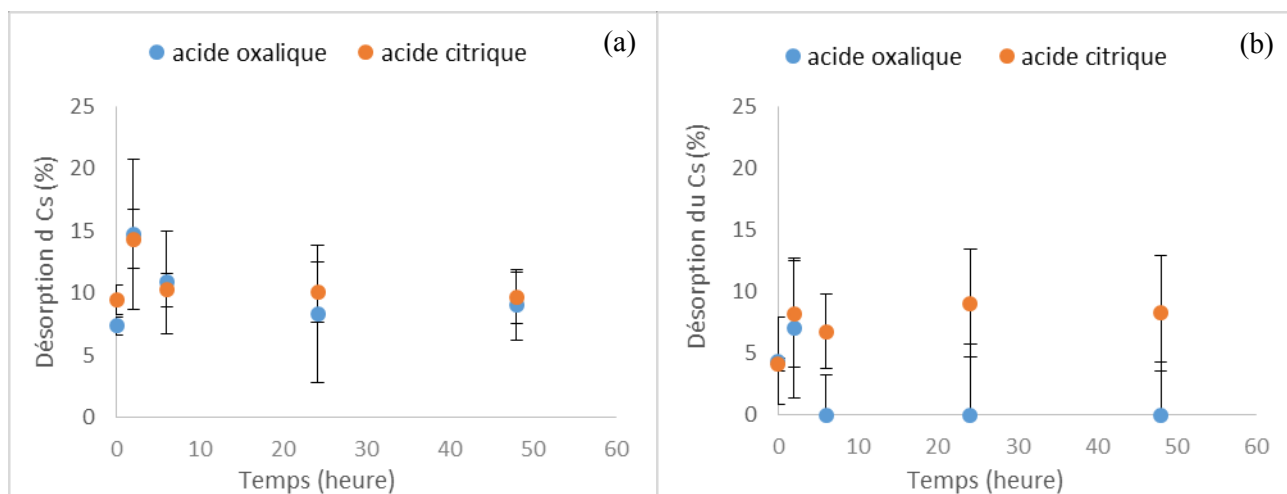 acide oxalique acide citrique (a)
25
20
15
10
5
0
Désorption d Cs (%)
0 10 20 30 40 50 60
Temps (heure)
acide oxalique acide citrique (b)
25
20
15
10
5
0
Désorption du Cs (%)
0 10 20 30 40 50 60
Temps (heure)